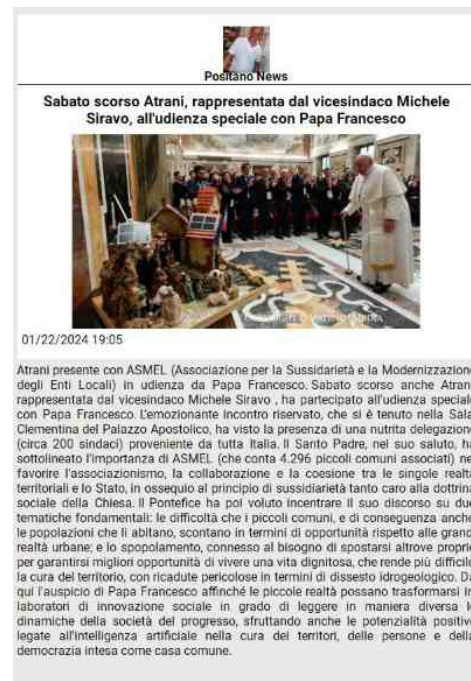 Positano News
Sabato scorso Atrani, rappresentata dal vicesindaco Michele
Siravo, all'udienza speciale con Papa Francesco
01/22/2024 19:05
Atrani presente con ASMEL (Associazione per la Sussidarietà e la Modernizzazione
degli Enti Locali) in udienza da Papa Francesco. Sabato scorso anche Atrani
rappresentata dal vicesindaco Michele Siravo , ha partecipato all'udienza speciale
con Papa Francesco. L'emozionante incontro riservato, che si è tenuto nella Sala
Clementina del Palazzo Apostolico, ha visto la presenza di una nutrita delegazione
(circa 200 sindaci) proveniente da tutta Italia. Il Santo Padre, nel suo saluto, ha
sottolineato l'importanza di ASMEL (che conta 4.296 piccoli comuni associati) nel
favorire l'associazionismo, la collaborazione e la coesione tra le singole realtà
territoriali e lo Stato, in ossequio al principio di sussidiarietà tanto caro alla dottrina
sociale della Chiesa. Il Pontefice ha poi voluto incentrare il suo discorso su due
tematiche fondamentali: le difficoltà che i piccoli comuni, e di conseguenza anche
le popolazioni che li abitano, scontano in termini di opportunità rispetto alle grandi
realtà urbane; e lo spopolamento, connesso al bisogno di spostarsi altrove proprio
per garantirsi migliori opportunità di vivere una vita dignitosa, che rende più difficile
la cura del territorio, con ricadute pericolose in termini di dissesto idrogeologico. Da
qui l'auspicio di Papa Francesco affinché le piccole realtà possano trasformarsi in
laboratori di innovazione sociale in grado di leggere in maniera diversa le
dinamiche della società del progresso, sfruttando anche le potenzialità positive
legate all'intelligenza artificiale nella cura dei territori, delle persone e della
democrazia intesa come casa comune.